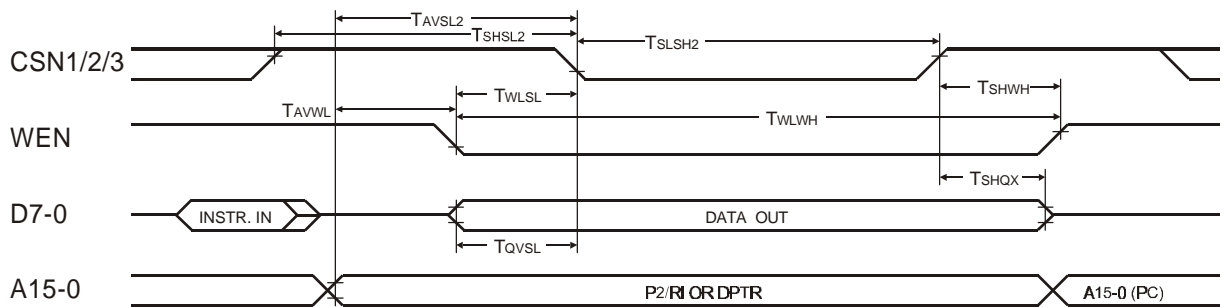 TAVSL2
TSHSL2
TSLSH2
CSN1/2/3
TWLSL
TSHWH
TAVWL
TWLWH
WEN
TSHQX
D7-0
INSTR. IN
DATA OUT
TQVSL
A15-0
P2/RI OR DPTR
A15-0 (PC)